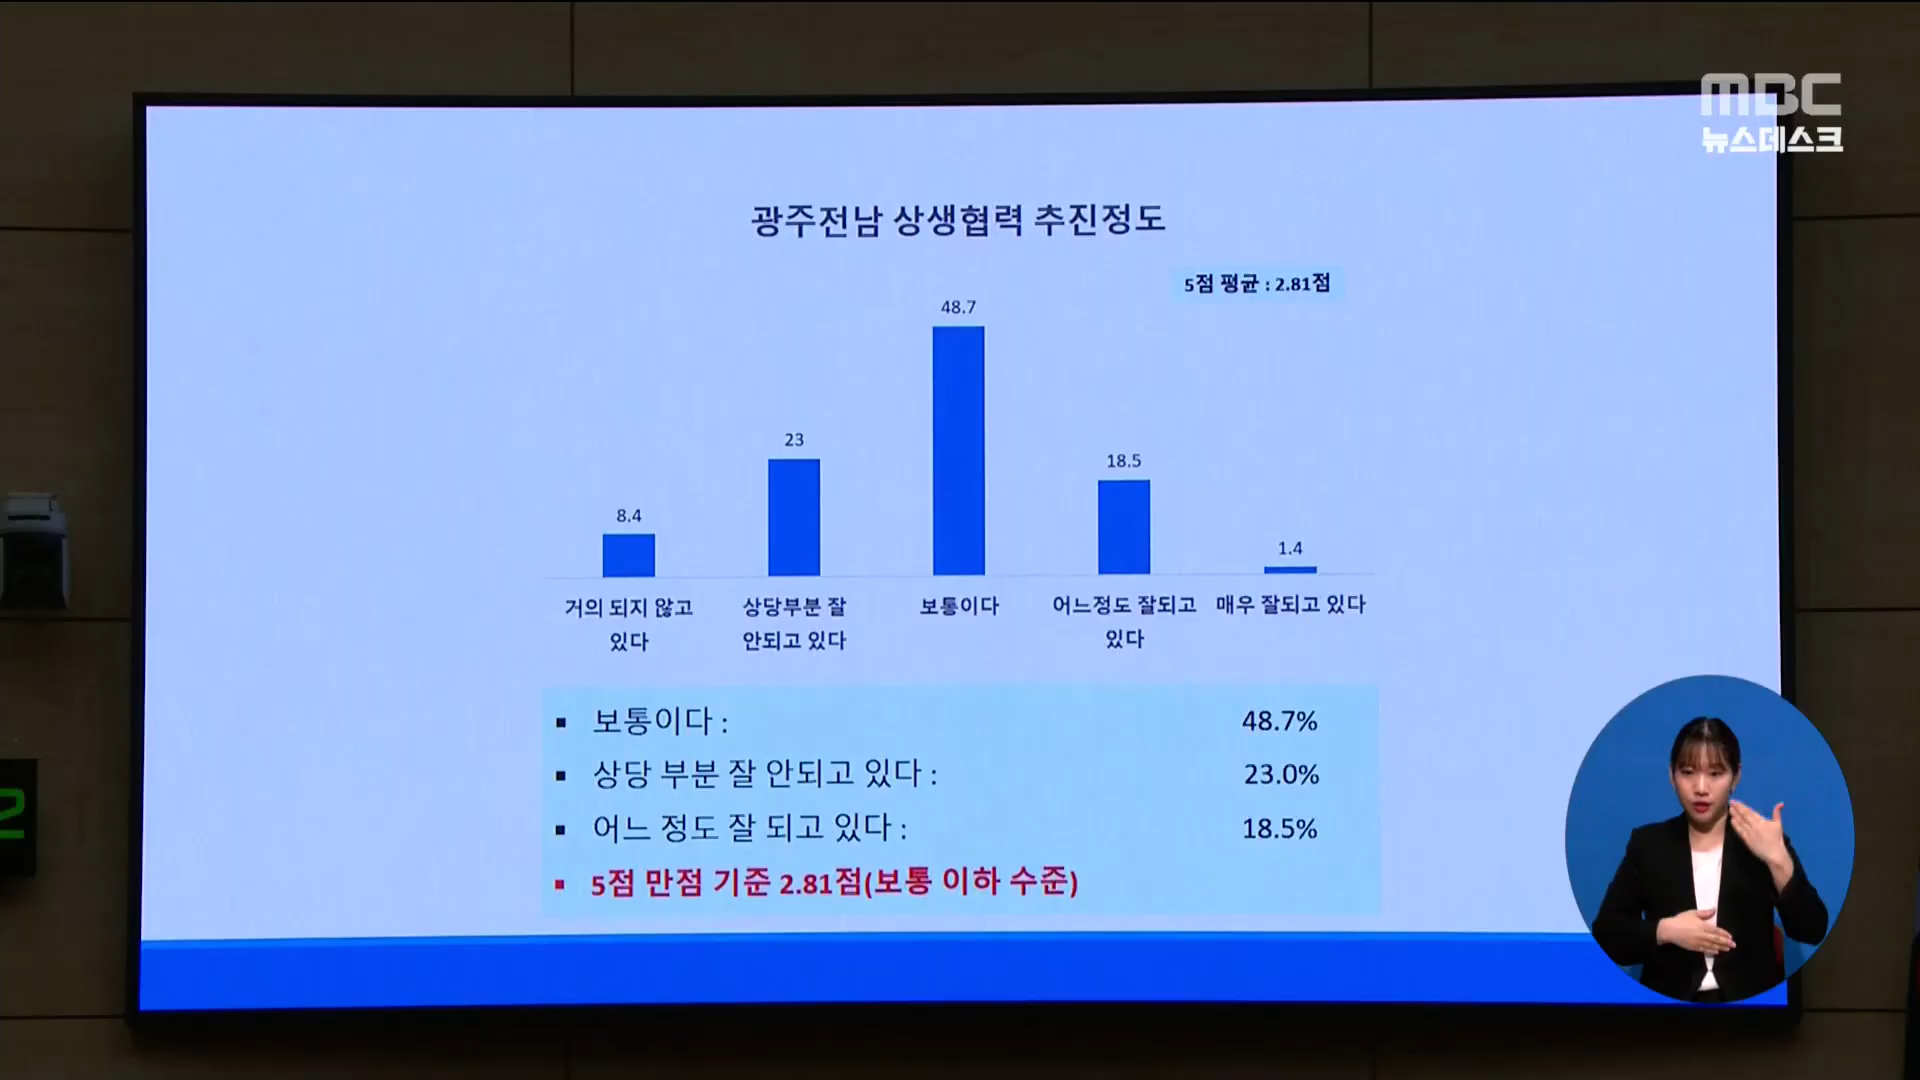 MBC
뉴스데스크
광주전남 상생협력 추진정도
5점 평균 : 2.81점
48.7
23
18.5
8.4
1.4
거의 되지 않고
있다
상당부분 잘
안되고 있다
보통이다
어느정도 잘되고
있다
매우 잘되고 있다
▪ 보통이다 : 48.7%
▪ 상당 부분 잘 안되고 있다 : 23.0%
▪ 어느 정도 잘 되고 있다 : 18.5%
▪ 5점 만점 기준 2.81점(보통 이하 수준)
2